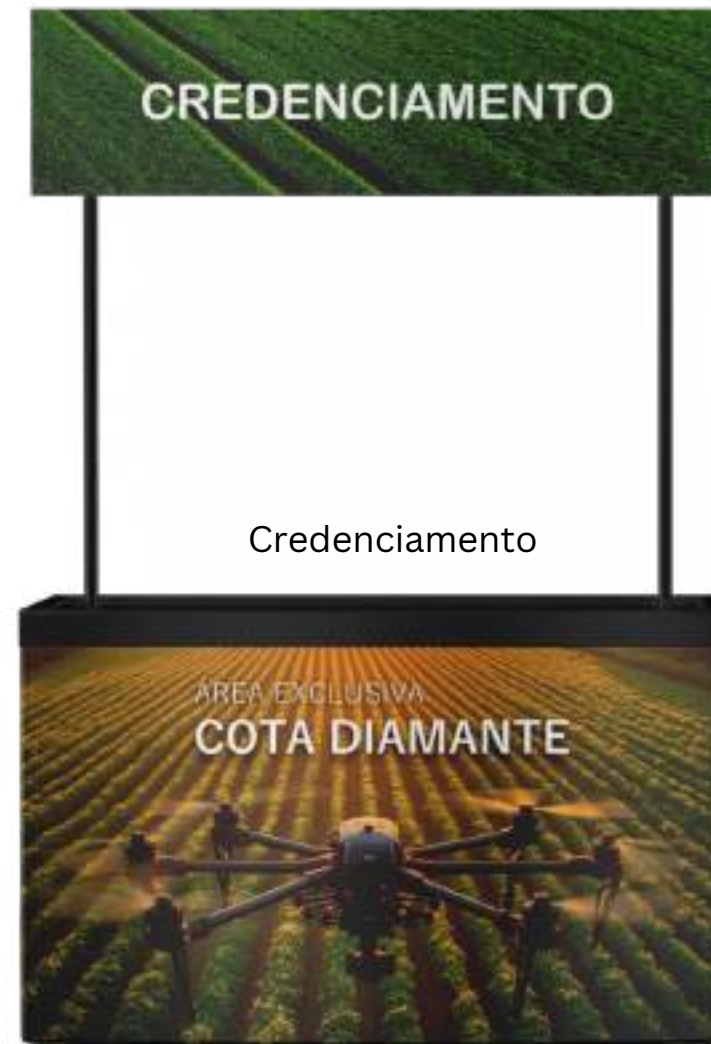 CREDENCIAMENTO
Credenciamento
ÁREA EXCLUSIVA
COTA DIAMANTE